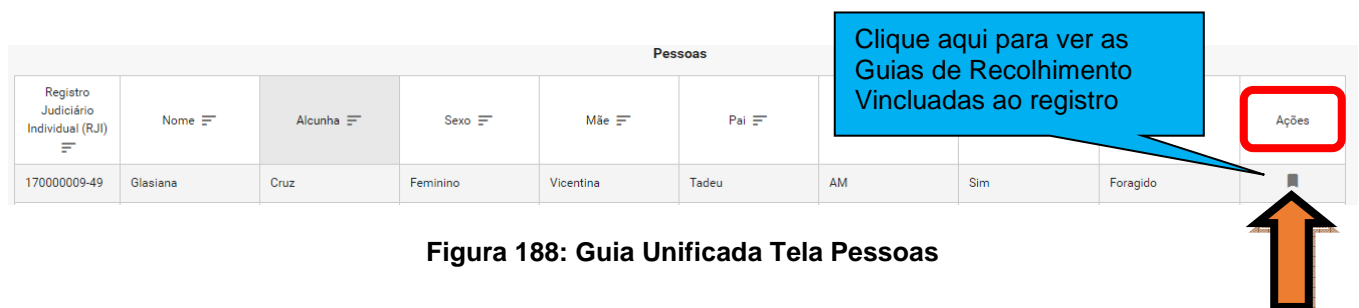 Clique aqui para ver as
Guias de Recolhimento
Vincluadas ao registro
Pessoas
Registro
Judiciário
Individual (RJI)
Nome
Alcunha
Sexo
Mãe
Pai
Ações
170000009-49 Glasiana Cruz Feminino Vicentina Tadeu AM Sim Foragido
Figura 188: Guia Unificada Tela Pessoas